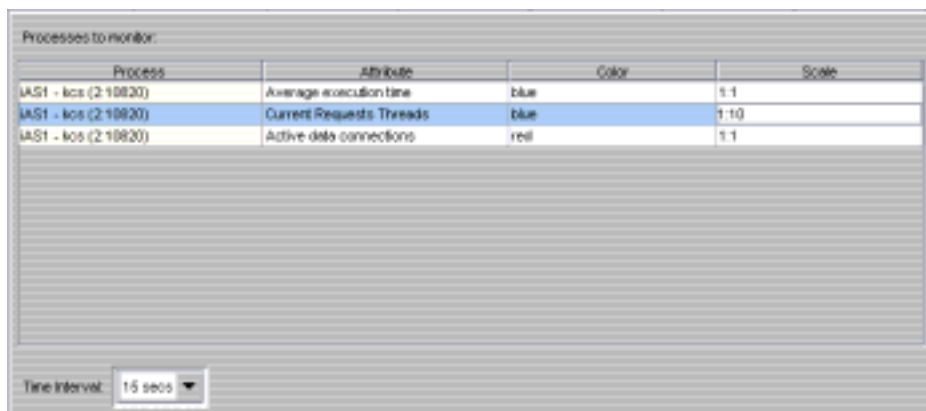 Processes to monitor:
Process Attribute Color Scale
iAS1 - kcs (2:10820) Average execution time blue 1:1
iAS1 - kcs (2:10820) Current Requests Threads blue 1:10
iAS1 - kcs (2:10820) Active data connections red 1:1
Time Interval: 15 secs